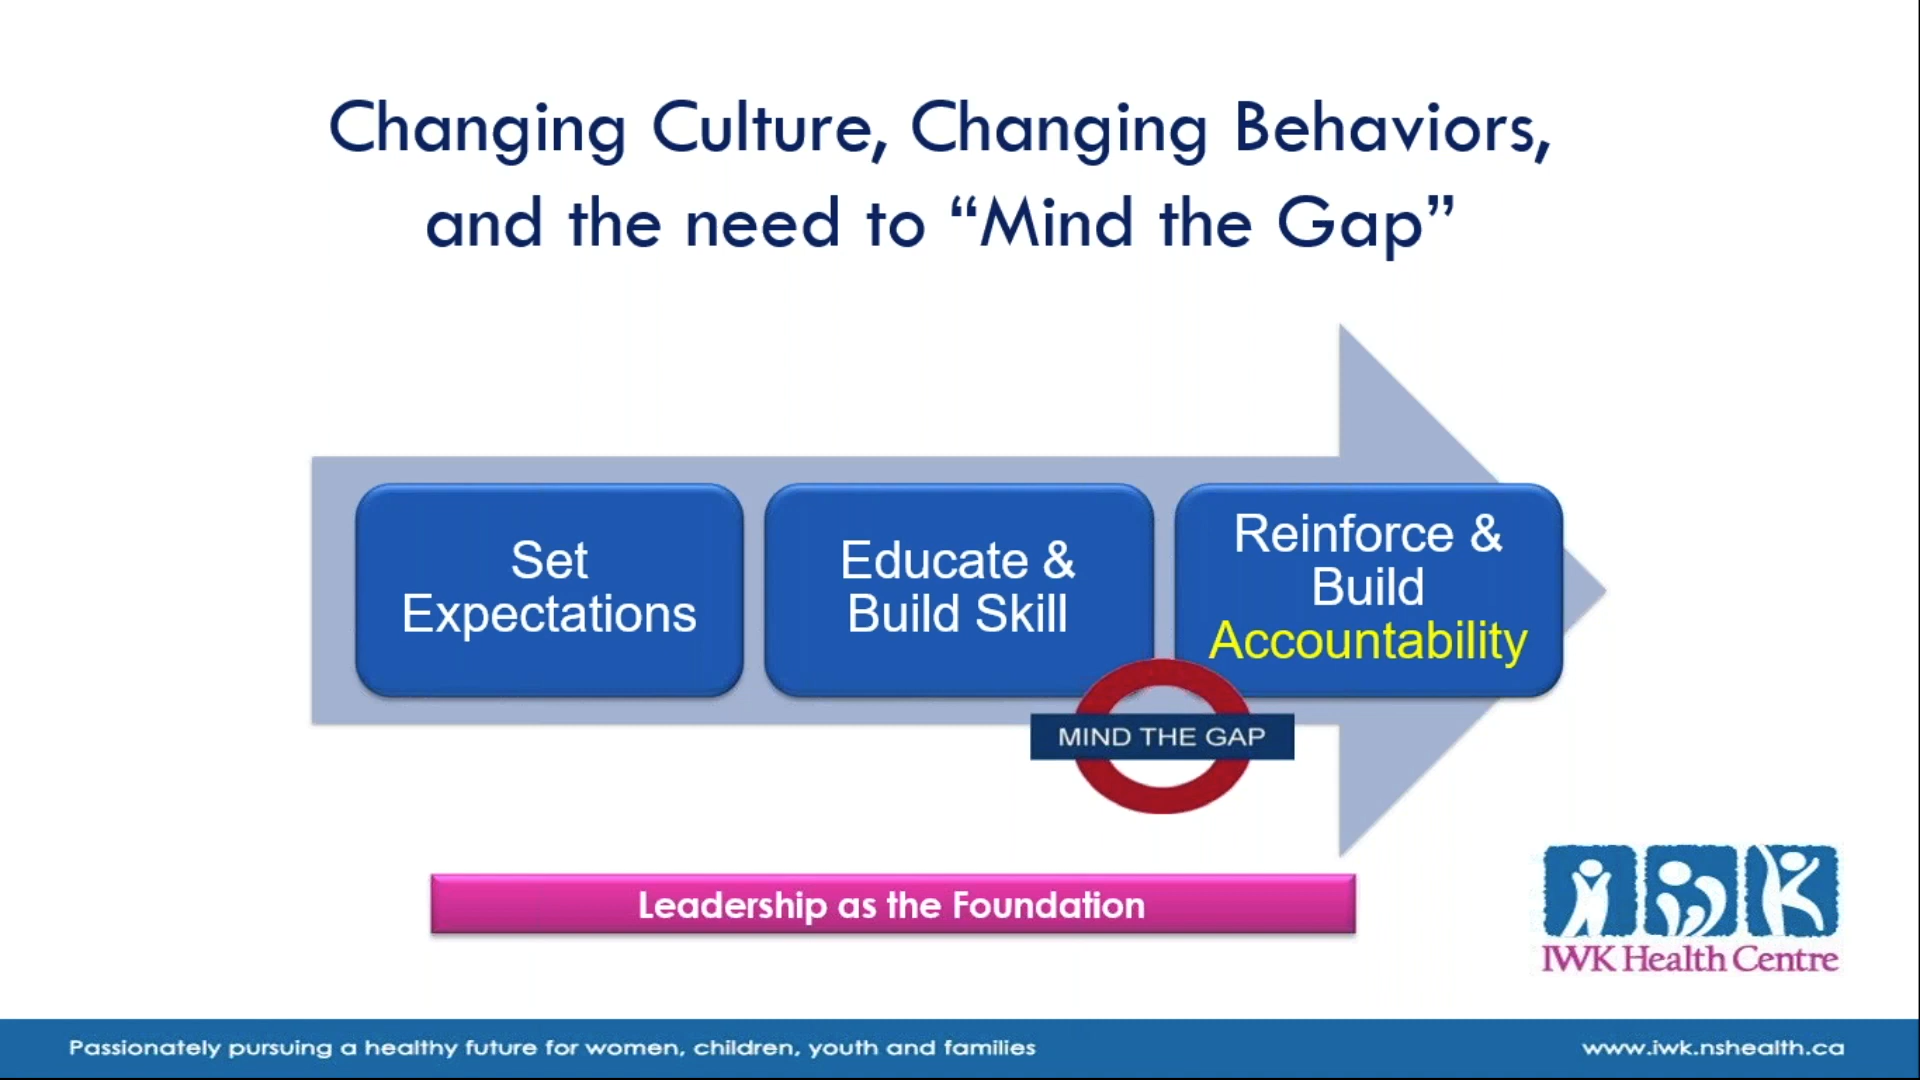 Changing Culture, Changing Behaviors,
and the need to “Mind the Gap”
Set
Expectations
Educate &
Build Skill
Reinforce &
Build
Accountability
MIND THE GAP
Leadership as the Foundation
iwk
IWK Health Centre
Passionately pursuing a healthy future for women, children, youth and families
www.iwk.nshealth.ca